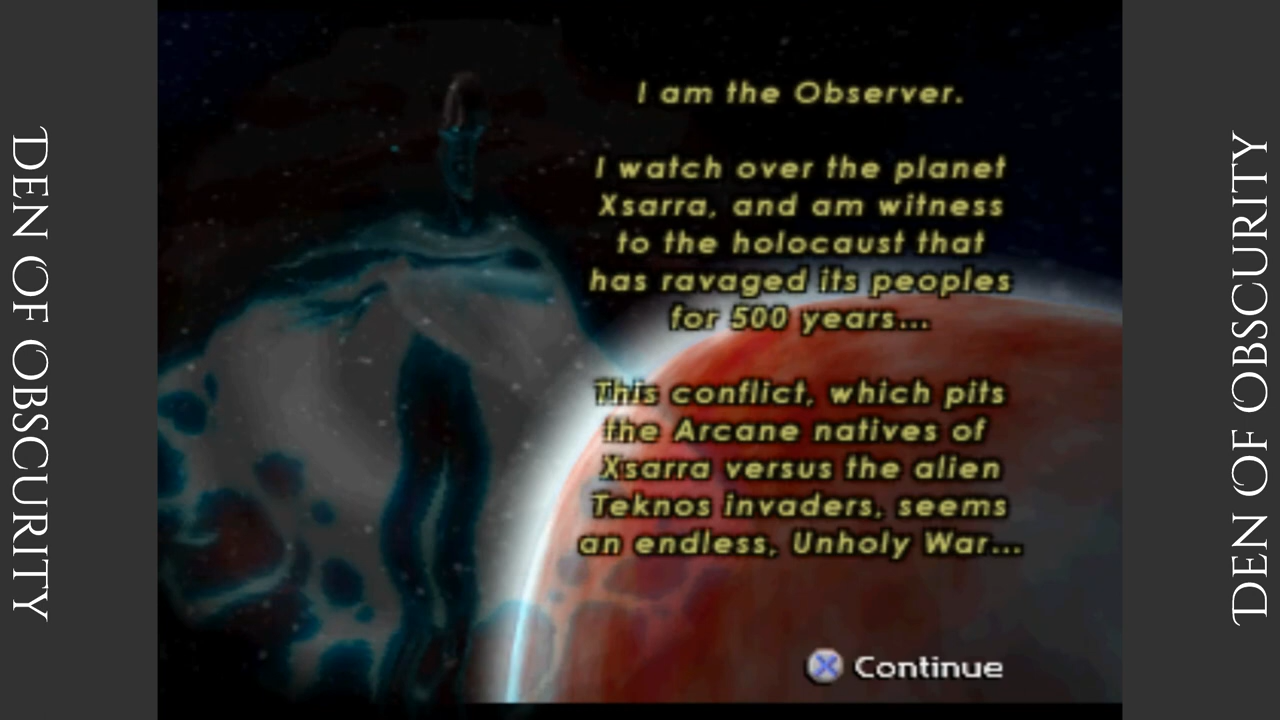 DEN OF OBSCURITY
I am the Observer.
I watch over the planet
Xsarra, and am witness
to the holocaust that
has ravaged its peoples
for 500 years...
This conflict, which pits
the Arcane natives of
Xsarra versus the alien
Teknos invaders, seems
an endless, Unholy War...
Continue
DEN OF OBSCURITY